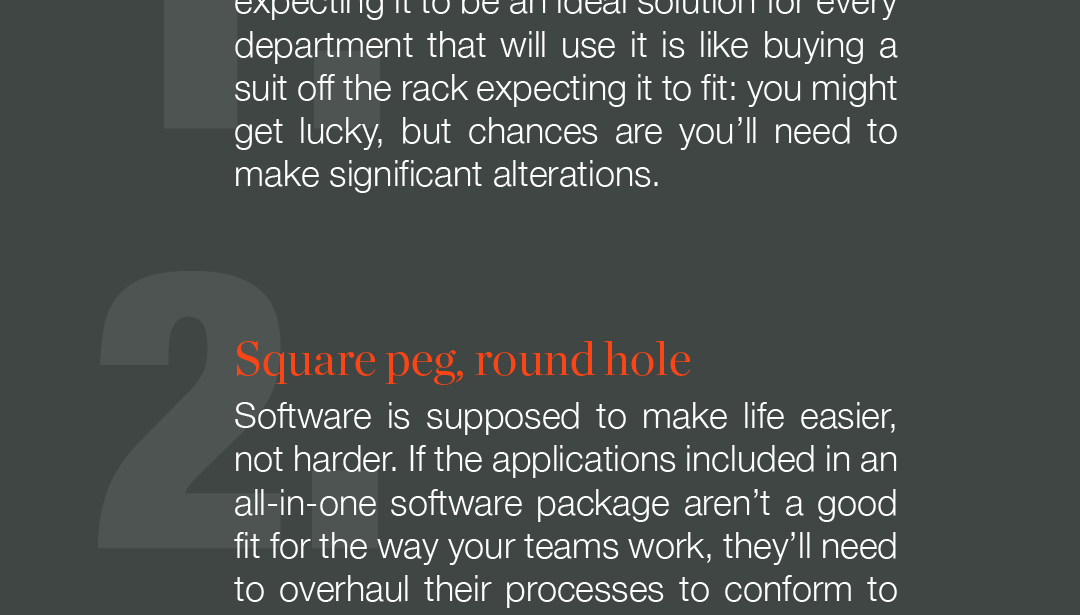 expecting it to be an ideal solution for every
department that will use it is like buying a
suit off the rack expecting it to fit: you might
get lucky, but chances are you’ll need to
make significant alterations.
2.
Square peg, round hole
Software is supposed to make life easier,
not harder. If the applications included in an
all-in-one software package aren’t a good
fit for the way your teams work, they’ll need
to overhaul their processes to conform to